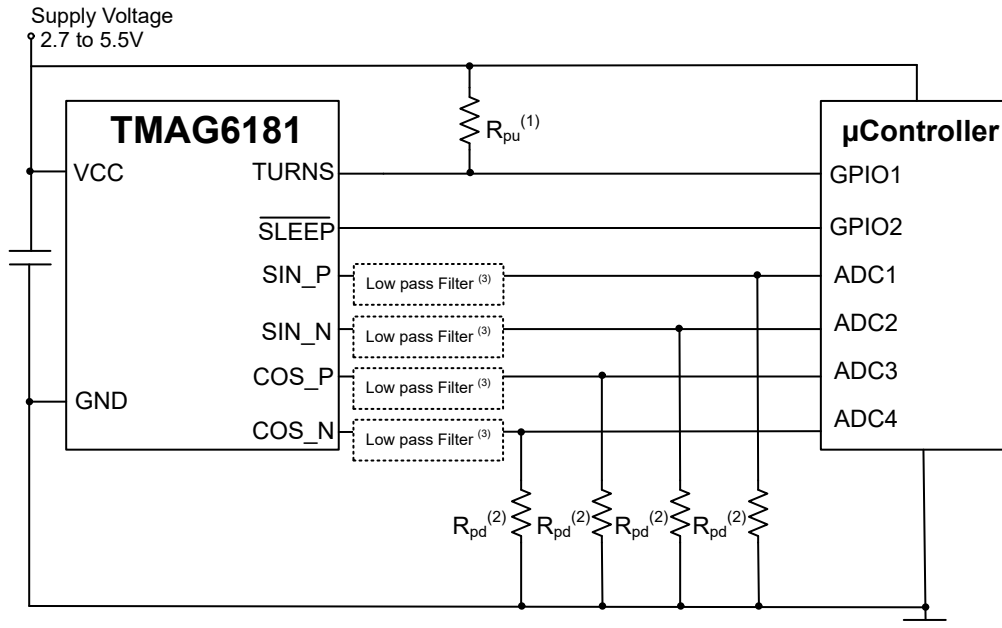 Supply Voltage
2.7 to 5.5V
TMAG6181
µController
Rpu(1)
VCC
TURNS
GPIO1
SLEEP
GPIO2
SIN_P
Low pass Filter (3)
ADC1
SIN_N
Low pass Filter (3)
ADC2
COS_P
Low pass Filter (3)
ADC3
GND
COS_N
Low pass Filter (3)
ADC4
Rpd(2)
Rpd(2)
Rpd(2)
Rpd(2)